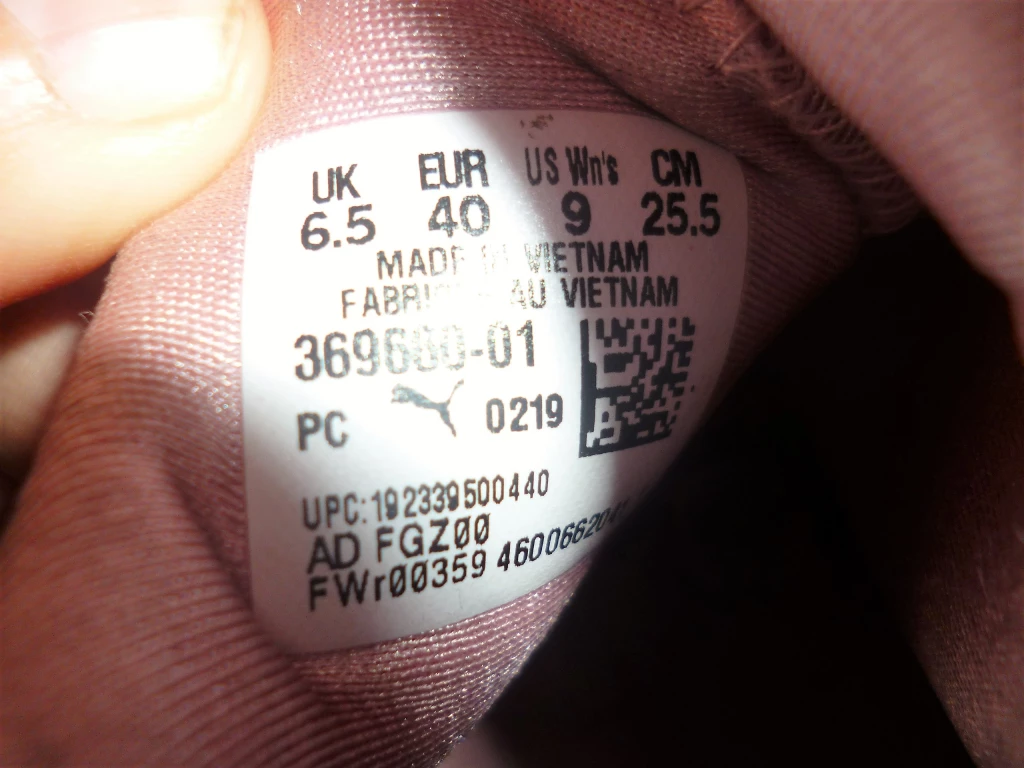 UK EUR US Wn's CM
6.5 40 9 25.5
MADE IN VIETNAM
AU VIETNAM
PC 0219
UPC:192339500440
AD FGZ00
FWr00359